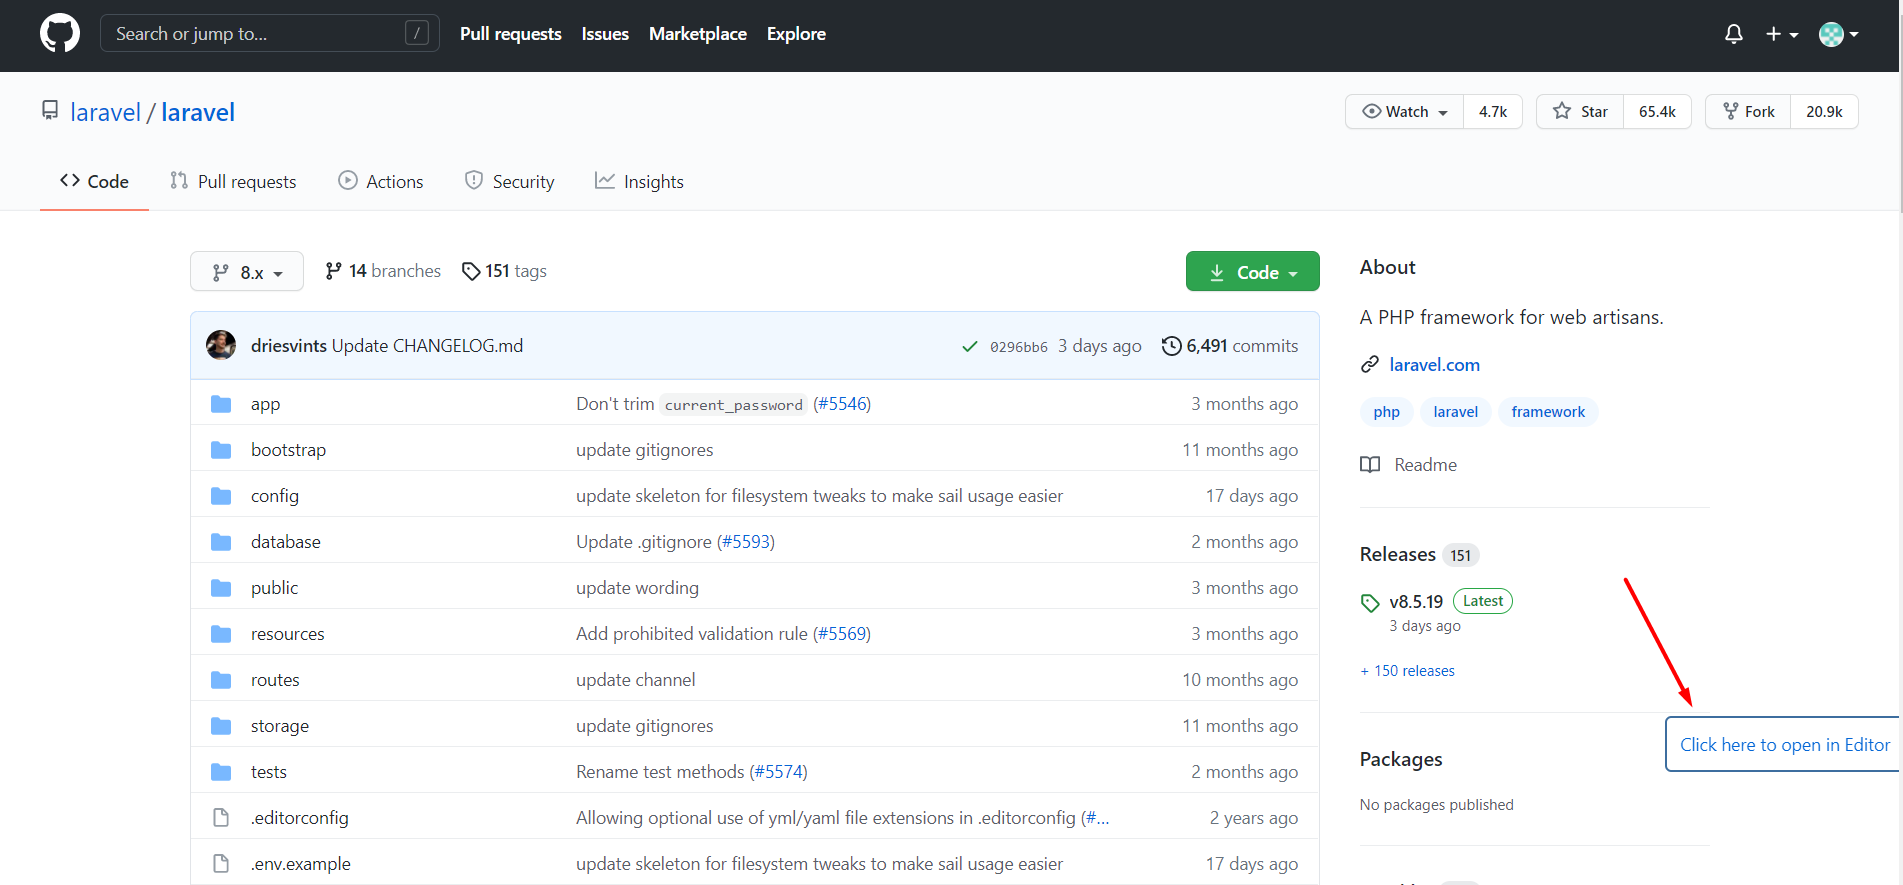 Search or jump to... /
Pull requests Issues Marketplace Explore
laravel / laravel
Watch 4.7k Star 65.4k Fork 20.9k
Code Pull requests Actions Security Insights
8.x 14 branches 151 tags Code
driesvints Update CHANGELOG.md 0296bb6 3 days ago 6,491 commits
app Don't trim current_password (#5546) 3 months ago
bootstrap update gitignores 11 months ago
config update skeleton for filesystem tweaks to make sail usage easier 17 days ago
database Update .gitignore (#5593) 2 months ago
public update wording 3 months ago
resources Add prohibited validation rule (#5569) 3 months ago
routes update channel 10 months ago
storage update gitignores 11 months ago
tests Rename test methods (#5574) 2 months ago
.editorconfig Allowing optional use of yml/yaml file extensions in .editorconfig (#... 2 years ago
.env.example update skeleton for filesystem tweaks to make sail usage easier 17 days ago
About
A PHP framework for web artisans.
laravel.com
php laravel framework
Readme
Releases 151
v8.5.19 Latest
3 days ago
+ 150 releases
Click here to open in Editor
Packages
No packages published